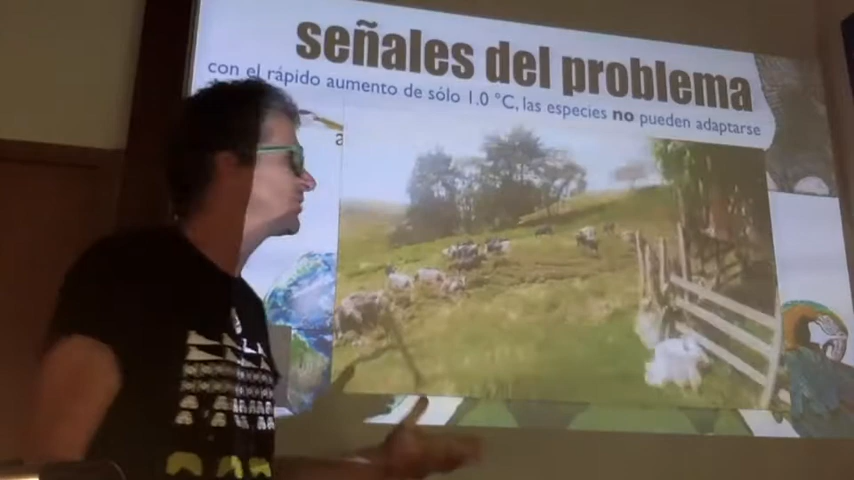 señales del problema
con el rápido aumento de sólo 1.0 °C, las especies no pueden adaptarse
a